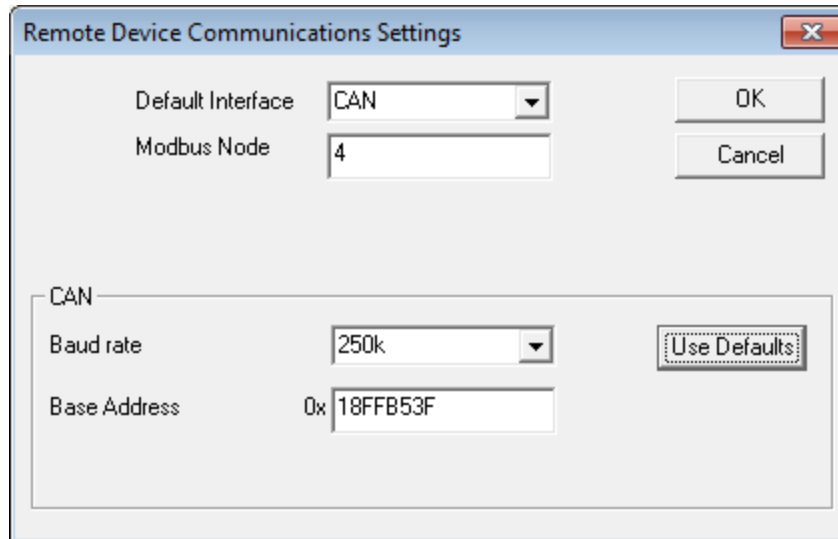 Remote Device Communications Settings
Default Interface CAN OK
Modbus Node 4 Cancel
CAN
Baud rate 250k Use Defaults
Base Address 0x 18FFB53F